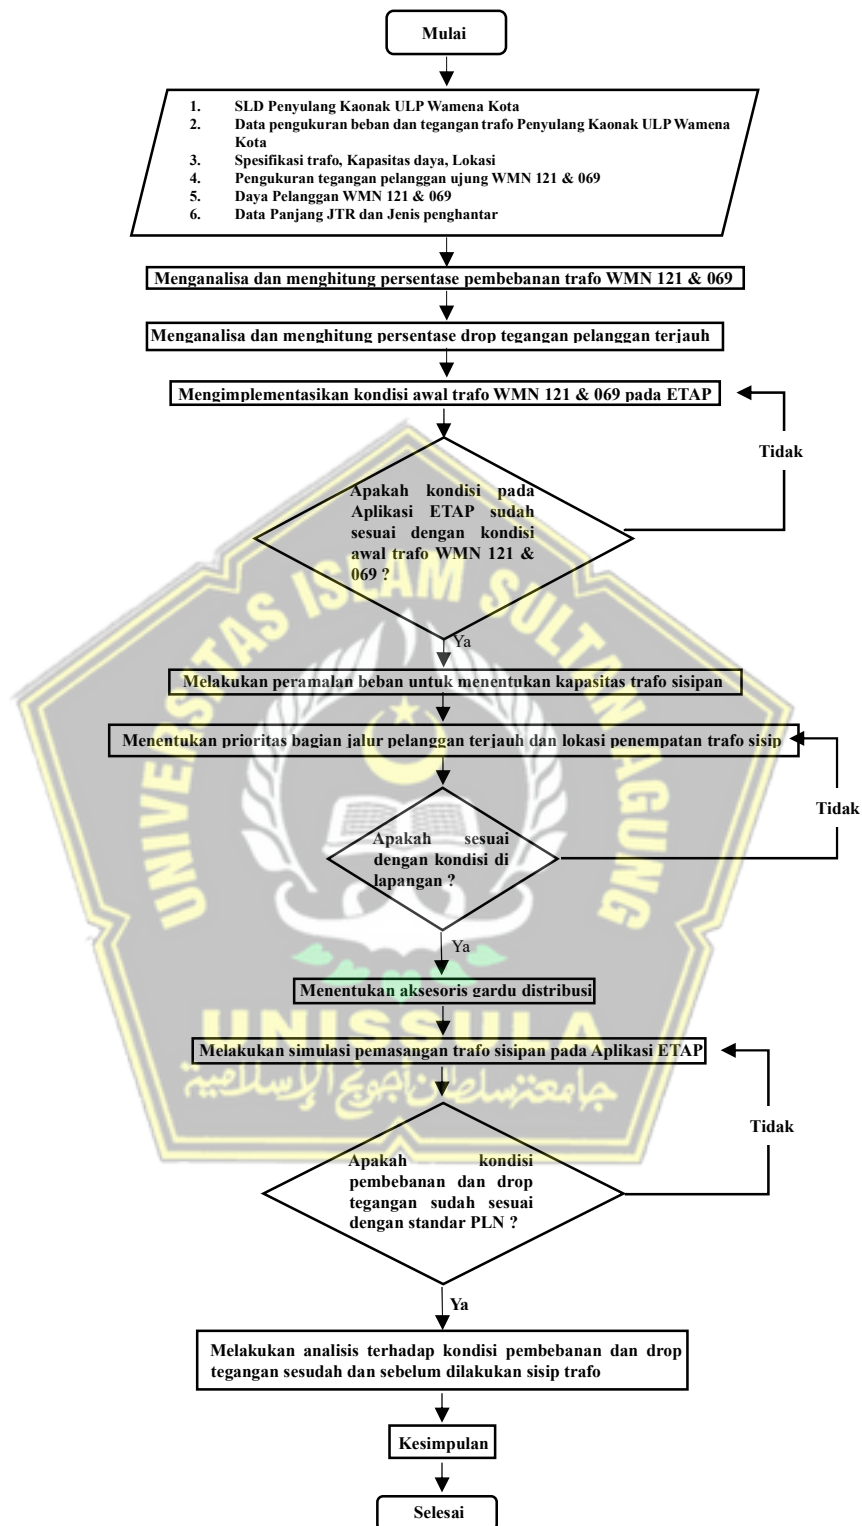 Mulai
1. SLD Penyulang Kaonak ULP Wamena Kota
2. Data pengukuran beban dan tegangan trafo Penyulang Kaonak ULP Wamena
Kota
3. Spesifikasi trafo, Kapasitas daya, Lokasi
4. Pengukuran tegangan pelanggan ujung WMN 121 & 069
5. Daya Pelanggan WMN 121 & 069
6. Data Panjang JTR dan Jenis penghantar
Menganalisa dan menghitung persentase pembebanan trafo WMN 121 & 069
Menganalisa dan menghitung persentase drop tegangan pelanggan terjauh
Mengimplementasikan kondisi awal trafo WMN 121 & 069 pada ETAP
Tidak
Apakah kondisi pada
Aplikasi ETAP sudah
sesuai dengan kondisi
awal trafo WMN 121 &
069 ?
Ya
Melakukan peramalan beban untuk menentukan kapasitas trafo sisipan
Menentukan prioritas bagian jalur pelanggan terjauh dan lokasi penempatan trafo sisip
Tidak
Apakah sesuai
dengan kondisi di
lapangan ?
Ya
Menentukan aksesoris gardu distribusi
Melakukan simulasi pemasangan trafo sisipan pada Aplikasi ETAP
Tidak
Apakah kondisi
pembebanan dan drop
tegangan sudah sesuai
dengan standar PLN ?
Ya
Melakukan analisis terhadap kondisi pembebanan dan drop
tegangan sesudah dan sebelum dilakukan sisip trafo
Kesimpulan
Selesai
UNIVERSITAS ISLAM SULTAN AGUNG
UNISSULA
جامعة سلطان أجونج الإسلامية